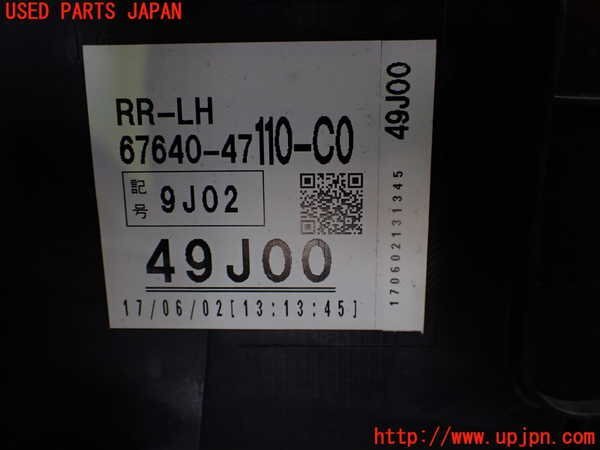 USED PARTS JAPAN
RR-LH
67640-47110-C0
記号
9J02
49J00
17/06/02[13:13:45]
49J00
170602131345
http://www.upjpn.com/